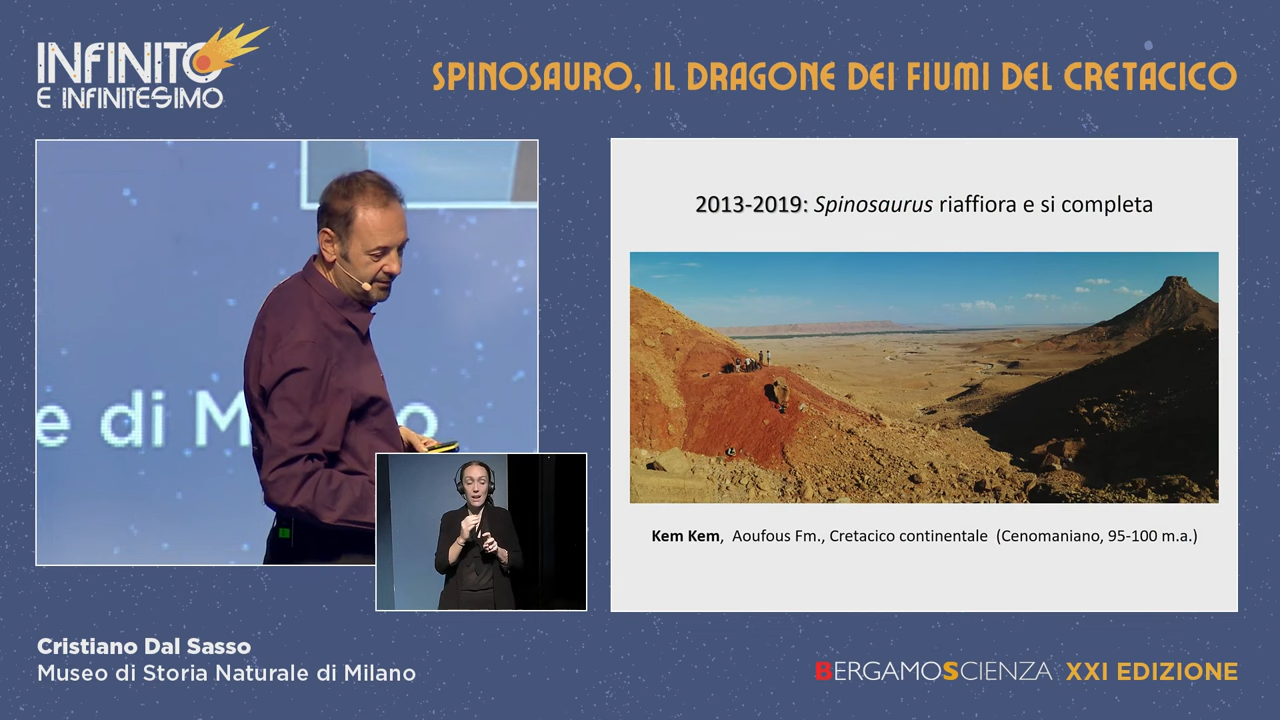 INFINITO
E INFINITESIMO
SPINOSAURO, IL DRAGONE DEI FIUMI DEL CRETACICO
2013-2019: Spinosaurus riaffiora e si completa
e di M o
Kem Kem, Aoufous Fm., Cretacico continentale (Cenomaniano, 95-100 m.a.)
Cristiano Dal Sasso
Museo di Storia Naturale di Milano
BERGAMOSCIENZA XXI EDIZIONE